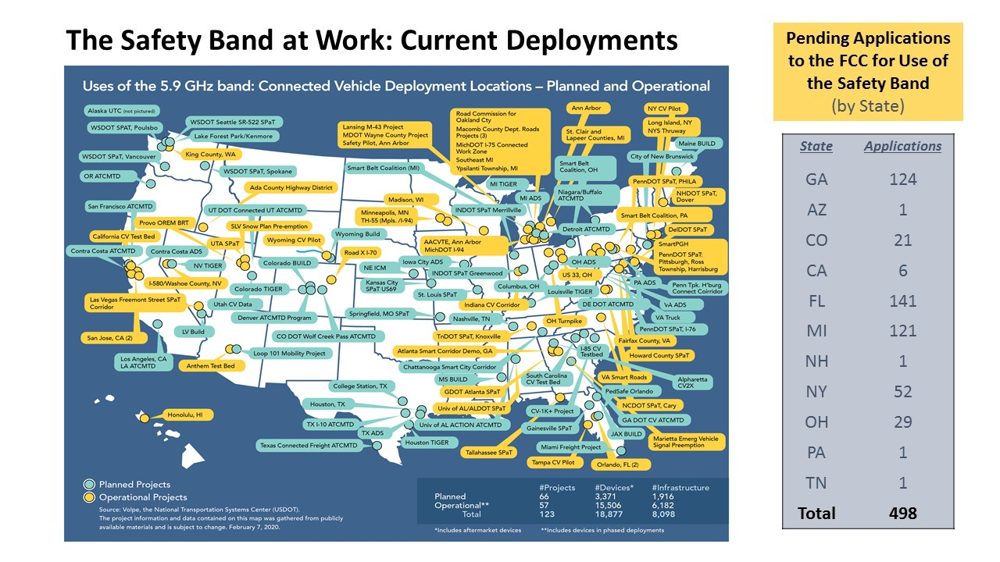 The Safety Band at Work: Current Deployments
Pending Applications
to the FCC for Use of
the Safety Band
(by State)
Uses of the 5.9 GHz band: Connected Vehicle Deployment Locations – Planned and Operational
Alaska UTC (not pictured)
WSDOT SPaT, Poulsbo
WSDOT Seattle SR-522 SPaT
Lake Forest Park/Kenmore
WSDOT SPaT, Vancouver
King County, WA
WSDOT SPaT, Spokane
OR ATCMTD
Ada County Highway District
San Francisco ATCMTD
UT DOT Connected UT ATCMTD
Provo OREM BRT
SLV Snow Plan Pre-emption
California CV Test Bed
UTA SPaT
Wyoming CV Pilot
Wyoming Build
Contra Costa ATCMTD
Contra Costa ADS
NV TIGER
Colorado BUILD
Road X I-70
I-580/Washoe County, NV
Colorado TIGER
Las Vegas Freemont Street SPaT
Corridor
Utah CV Data
Denver ATCMTD Program
LV Build
San Jose, CA (2)
CO DOT Wolf Creek Pass ATCMTD
Los Angeles, CA
LA ATCMTD
Anthem Test Bed
Loop 101 Mobility Project
Honolulu, HI
Lansing M-43 Project
MDOT Wayne County Project
Safety Pilot, Ann Arbor
Road Commission for
Oakland Cty
Macomb County Dept. Roads
Projects (3)
MichDOT I-75 Connected
Work Zone
Southeast MI
Ypsilanti Township, MI
Ann Arbor
St. Clair and
Lapeer Counties, MI
NY CV Pilot
Long Island, NY
NYS Thruway
Maine BUILD
City of New Brunswick
Smart Belt Coalition (MI)
Smart Belt
Coalition, OH
MI TIGER
MI ADS
Niagara/Buffalo
ATCMTD
PennDOT SPaT, PHILA
NHDOT SPaT,
Dover
Madison, WI
INDOT SPaT Merrillville
Minneapolis, MN
TH-55 (Mpls. /I-94)
Smart Belt Coalition, PA
Detroit ATCMTD
DelDOT SPaT
AACVTE, Ann Arbor
MichDOT I-94
SmartPGH
PennDOT SPaT:
Pittsburgh, Ross
Township, Harrisburg
NE ICM
Iowa City ADS
OH ADS
INDOT SPaT Greenwood
US 33, OH
Kansas City
SPaT US69
PA ADS
Penn Tpk. H'burg
Connect Coirridor
St. Louis SPaT
Columbus, OH
Louisville TIGER
Indiana CV Corridor
DE DOT ATCMTD
VA ADS
Springfield, MO SPaT
Nashville, TN
OH Turnpike
VA Truck
PennDOT SPaT, I-76
TnDOT SPaT, Knoxville
Fairfax County, VA
Atlanta Smart Corridor Demo, GA
I-85 CV
Testbed
Howard County SPaT
Chattanooga Smart City Corridor
MS BUILD
South Carolina
CV Test Bed
VA Smart Roads
Alpharetta
CV2X
College Station, TX
GDOT Atlanta SPaT
PedSafe Orlando
Houston, TX
Univ of AL/ALDOT SPaT
CV-1K+ Project
NCDOT SPaT, Cary
TX I-10 ATCMTD
Univ of AL ACTION ATCMTD
Gainesville SPaT
GA DOT CV ATCMTD
TX ADS
JAX BUILD
Texas Connected Freight ATCMTD
Houston TIGER
Marietta Emerg Vehicle
Signal Preemption
Tallahassee SPaT
Miami Freight Project
Tampa CV Pilot
Orlando, FL (2)
Planned Projects
Operational Projects
Source: Volpe, the National Transportation Systems Center (USDOT).
The project information and data contained on this map was gathered from publicly
available materials and is subject to change. February 7, 2020.
#Projects #Devices* #Infrastructure
Planned 66 3,371 1,916
Operational** 57 15,506 6,182
Total 123 18,877 8,098
*Includes aftermarket devices **Includes devices in phased deployments
State Applications
GA 124
AZ 1
CO 21
CA 6
FL 141
MI 121
NH 1
NY 52
OH 29
PA 1
TN 1
Total 498